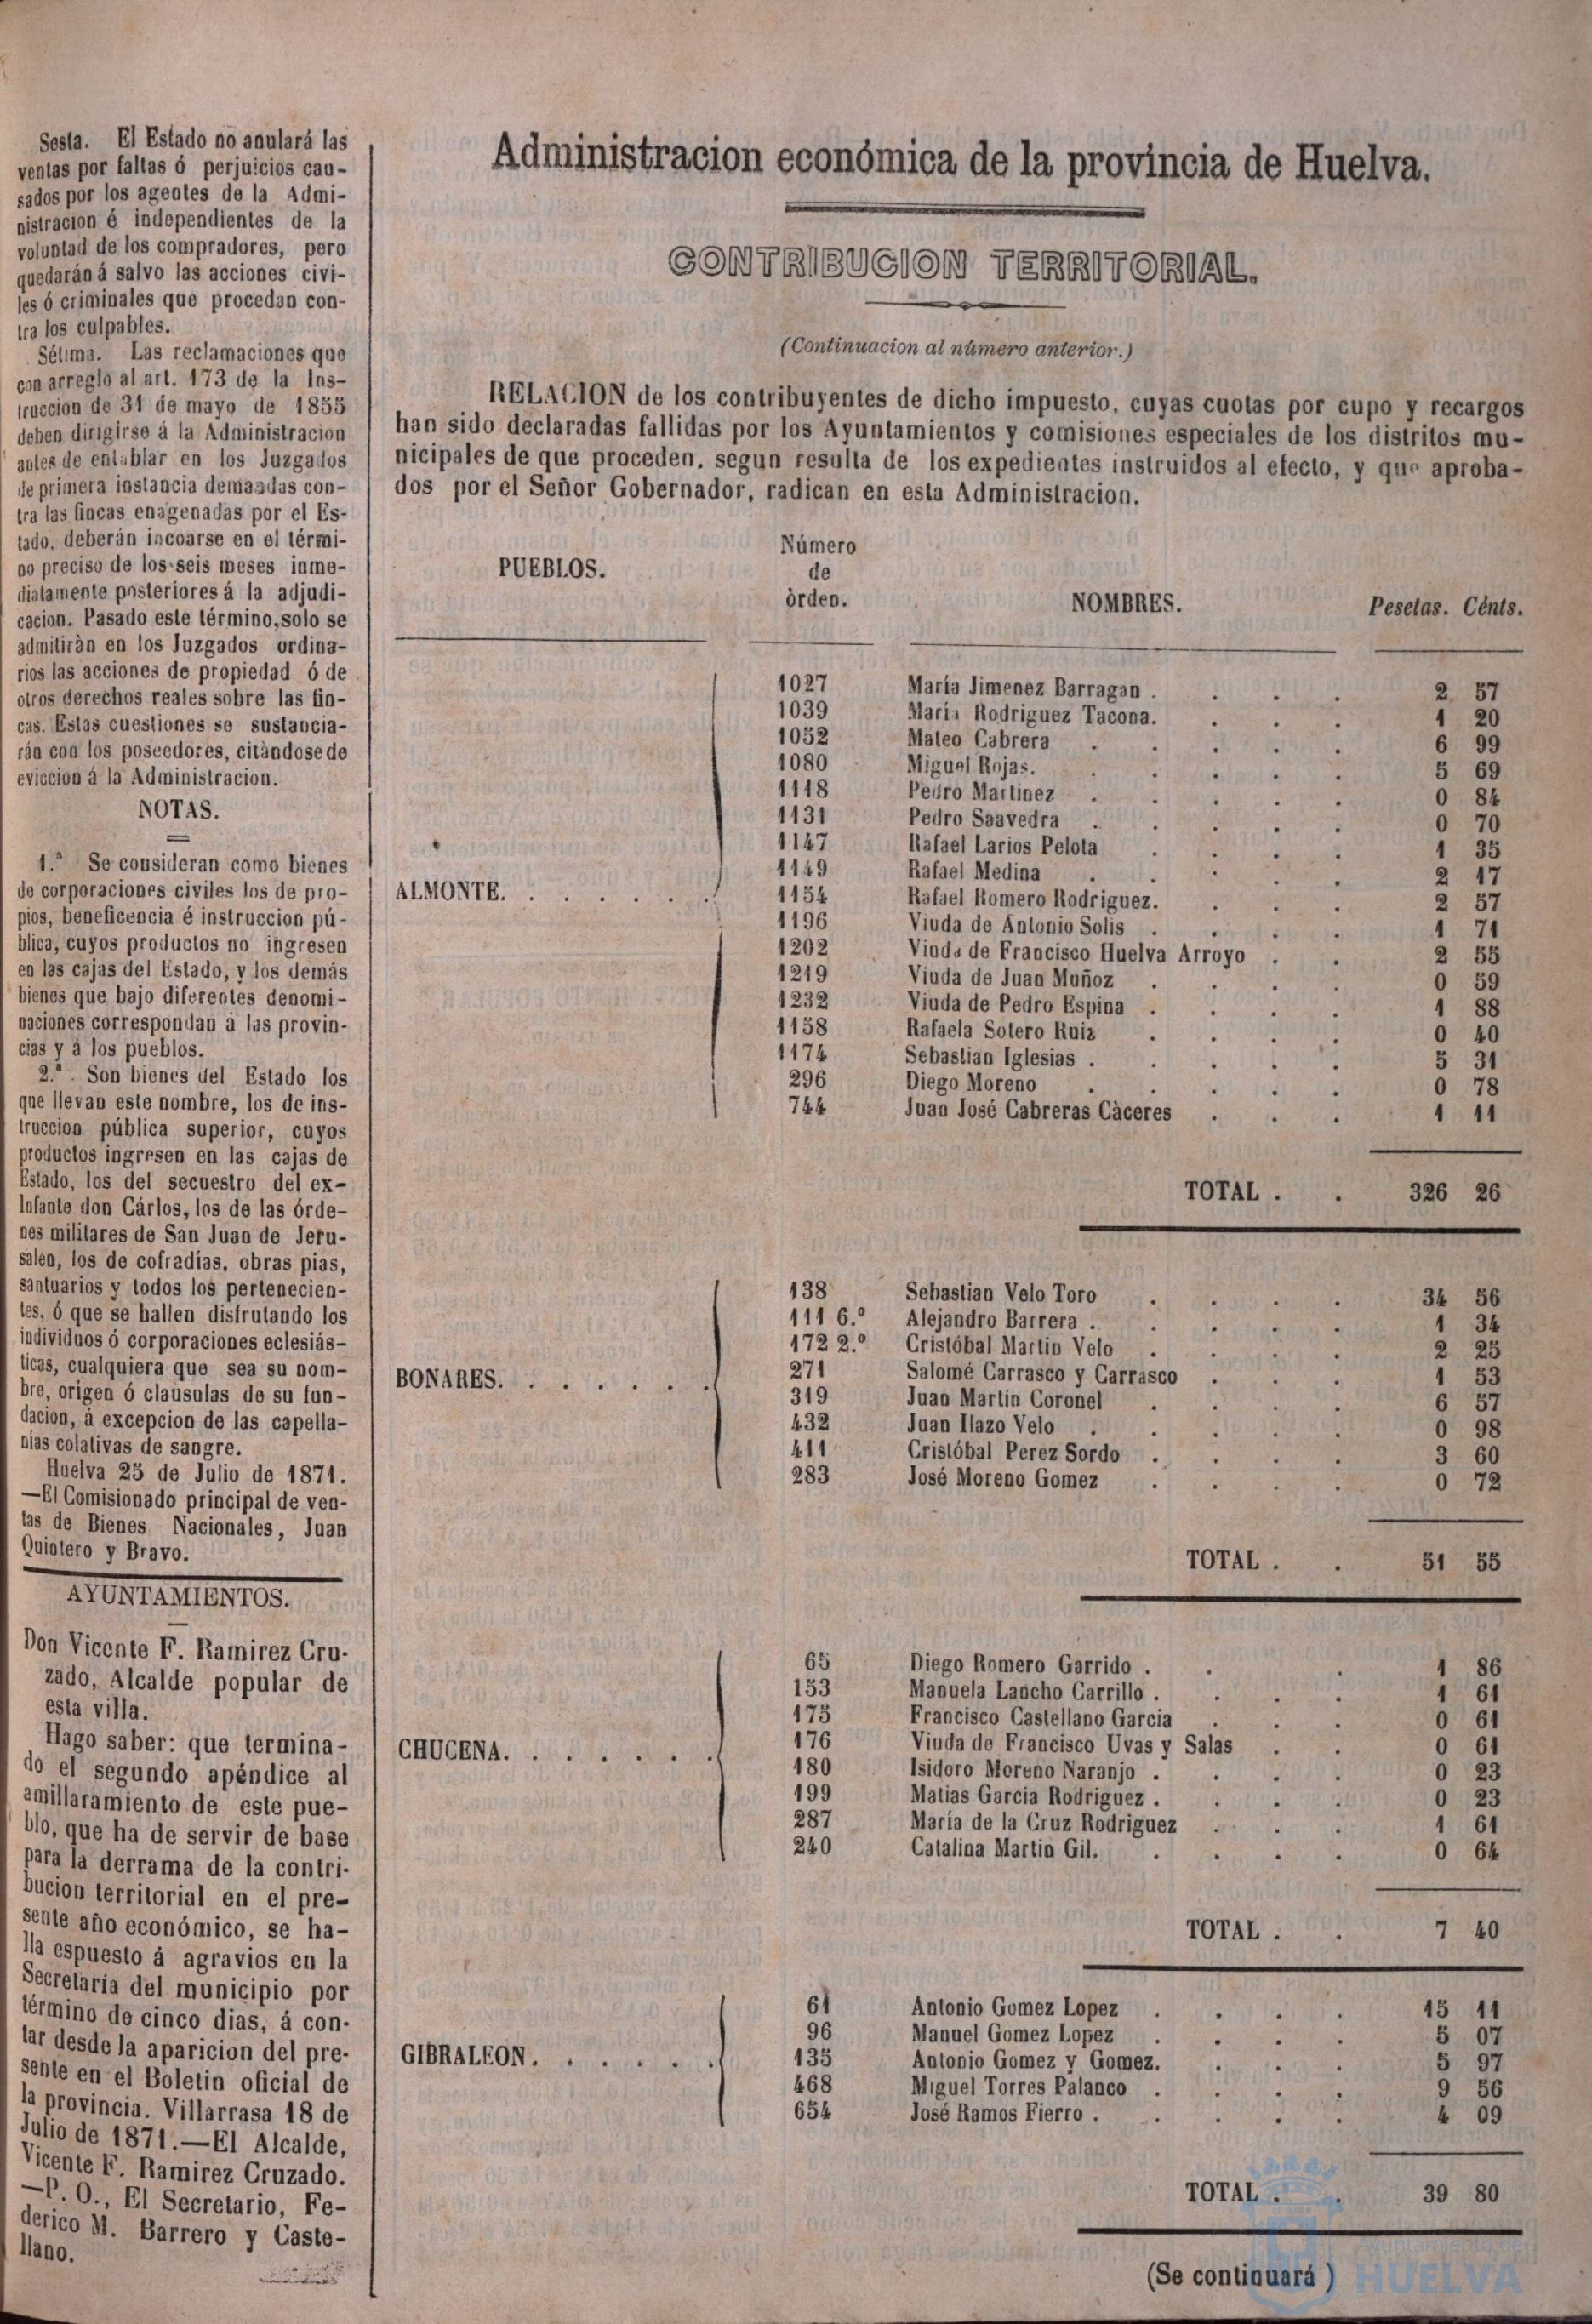 Sesta. El Estado no anulará las
ventas por faltas ó perjuicios cau-
sados por los agentes de la Admi-
nistracion é independientes de la
voluntad de los compradores, pero
quedarán á salvo las acciones civi-
les ó criminales que procedan con-
tra los culpables.
Sétima. Las reclamaciones que
con arreglo al art. 173 de la Ins-
truccion de 31 de mayo de 1855
deben dirigirse á la Administracion
antes de entablar en los Juzgados
de primera instancia demandas con-
tra las fincas enagenadas por el Es-
tado, deberán incoarse en el térmi-
no preciso de los seis meses inme-
diatamente posteriores á la adjudi-
cacion. Pasado este término, solo se
admitiràn en los Juzgados ordina-
rios las acciones de propiedad ó de
otros derechos reales sobre las fin-
cas. Estas cuestiones se sustancia-
rán con los poseedores, citàndose de
eviccion á la Administracion.
NOTAS.
1.ª Se consideran como bienes
de corporaciones civiles los de pro-
pios, beneficencia é instruccion pú-
blica, cuyos productos no ingresen
en las cajas del Estado, y los demás
bienes que bajo diferentes denomi-
naciones correspondan à las provin-
cias y á los pueblos.
2.ª Son bienes del Estado los
que llevan este nombre, los de ins-
truccion pública superior, cuyos
productos ingresen en las cajas de
Estado, los del secuestro del ex-
Infante don Cárlos, los de las órde-
nes militares de San Juan de Jeru-
salen, los de cofradías, obras pias,
santuarios y todos los pertenecien-
tes, ó que se hallen disfrutando los
individuos ó corporaciones eclesiás-
ticas, cualquiera que sea su nom-
bre, orígen ó clausulas de su fun-
dacion, á excepcion de las capella-
nías colativas de sangre.
Huelva 25 de Julio de 1871.
—El Comisionado principal de ven-
tas de Bienes Nacionales, Juan
Quintero y Bravo.
AYUNTAMIENTOS.
Don Vicente F. Ramirez Cru-
zado, Alcalde popular de
esta villa.
Hago saber: que termina-
do el segundo apéndice al
amillaramiento de este pue-
blo, que ha de servir de base
para la derrama de la contri-
bucion territorial en el pre-
sente año económico, se ha-
lla espuesto á agravios en la
Secretaría del municipio por
término de cinco dias, á con-
tar desde la aparicion del pre-
sente en el Boletin oficial de
la provincia. Villarrasa 18 de
Julio de 1871.—El Alcalde,
Vicente F. Ramirez Cruzado.
—P. O., El Secretario, Fe-
derico M. Barrero y Caste-
llano.
Administracion económica de la provincia de Huelva.
CONTRIBUCION TERRITORIAL.
(Continuacion al número anterior.)
RELACION de los contribuyentes de dicho impuesto, cuyas cuotas por cupo y recargos
han sido declaradas fallidas por los Ayuntamientos y comisiones especiales de los distritos mu-
nicipales de que proceden, segun resulta de los expedientes instruidos al efecto, y que aproba-
dos por el Señor Gobernador, radican en esta Administracion.
PUEBLOS. Número de òrden. NOMBRES. Pesetas. Cénts.
1027 María Jimenez Barragan . . . . 2 57
1039 María Rodriguez Tacona. . . . 1 20
1052 Mateo Cabrera . . . . . 6 99
1080 Miguel Rojas. . . . . . 5 69
1118 Pedro Martinez . . . . . 0 84
1131 Pedro Saavedra . . . . . 0 70
1147 Rafael Larios Pelota . . . . 1 35
1149 Rafael Medina . . . . . 2 17
ALMONTE. . . . . . . . 1154 Rafael Romero Rodriguez. . . . 2 57
1196 Viuda de Antonio Solis . . . . 1 71
1202 Viuda de Francisco Huelva Arroyo . . 2 55
1219 Viuda de Juan Muñoz . . . . 0 59
1232 Viuda de Pedro Espina . . . . 1 88
1158 Rafaela Sotero Ruiz . . . . 0 40
1174 Sebastian Iglesias . . . . . 5 31
296 Diego Moreno . . . . . 0 78
744 Juan José Cabreras Càceres . . . 1 11
TOTAL . . 326 26
138 Sebastian Velo Toro . . . . 34 56
111 6.º Alejandro Barrera . . . . . 1 34
172 2.º Cristóbal Martin Velo . . . . 2 25
BONARES. . . . . . . . 271 Salomé Carrasco y Carrasco . . . 1 53
319 Juan Martin Coronel . . . . 6 57
432 Juan Ilazo Velo . . . . . 0 98
411 Cristóbal Perez Sordo . . . . 3 60
283 José Moreno Gomez . . . . 0 72
TOTAL . . 51 55
65 Diego Romero Garrido . . . 1 86
153 Manuela Lancho Carrillo . . . . 1 61
175 Francisco Castellano Garcia . . . 0 61
CHUCENA. . . . . . . . 176 Viuda de Francisco Uvas y Salas . . 0 61
180 Isidoro Moreno Naranjo . . . . 0 23
199 Matias Garcia Rodriguez . . . . 0 23
287 María de la Cruz Rodriguez . . . 1 61
240 Catalina Martin Gil. . . . . 0 64
TOTAL . . 7 40
61 Antonio Gomez Lopez . . . . 15 11
96 Manuel Gomez Lopez . . . . 5 07
GIBRALEON. . . . . . . 135 Antonio Gomez y Gomez. . . . 5 97
468 Miguel Torres Palanco . . . . 9 56
654 José Ramos Fierro . . . . . 4 09
TOTAL . . 39 80
(Se continuará )
Ayuntamiento de
HUELVA